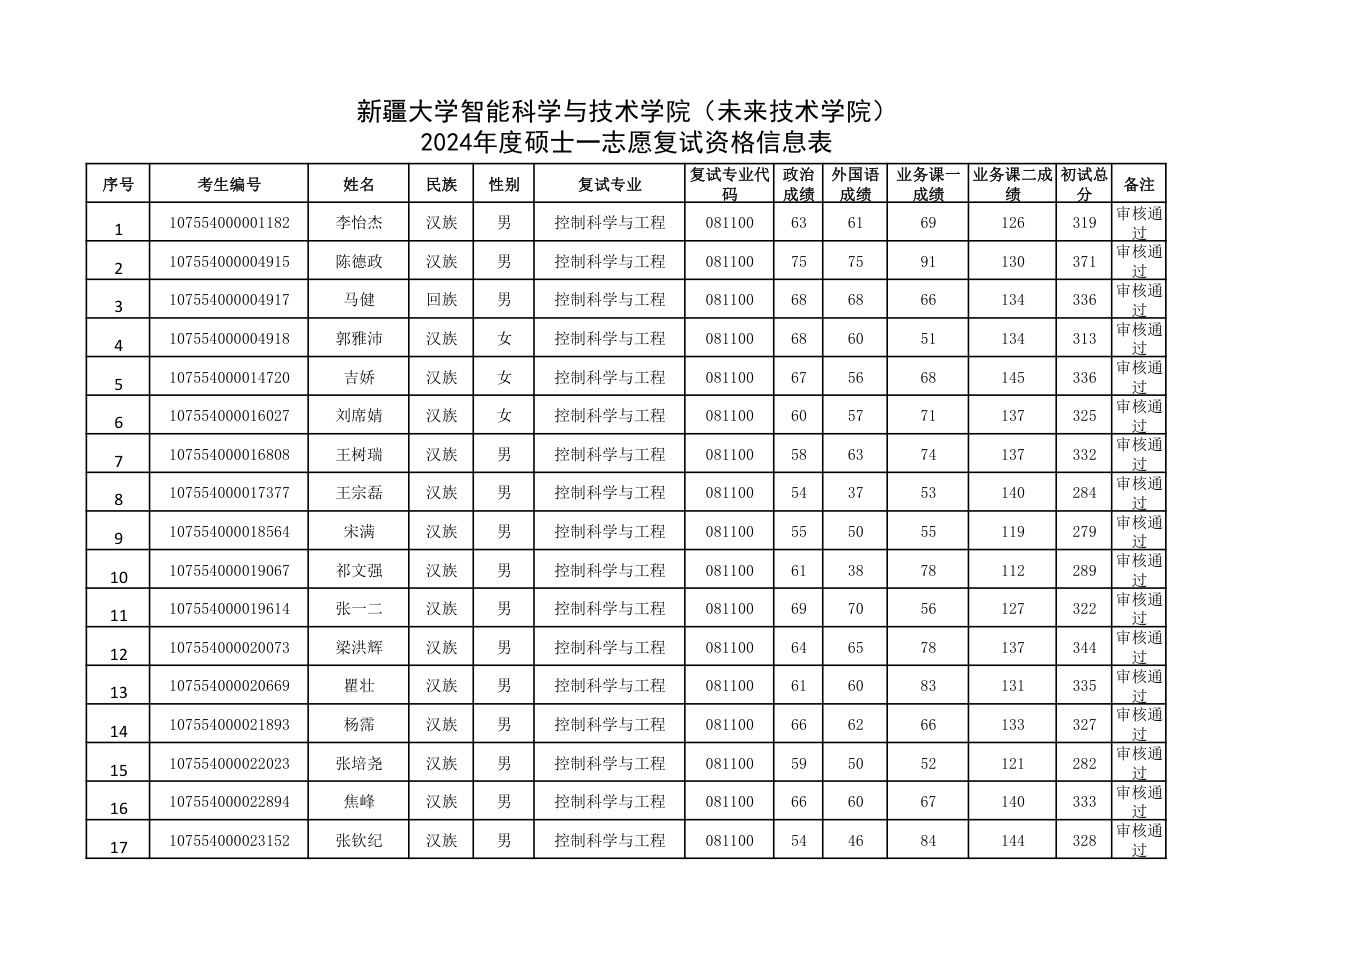 新疆大学智能科学与技术学院（未来技术学院）
2024年度硕士一志愿复试资格信息表
序号 考生编号 姓名 民族 性别 复试专业 复试专业代码 政治成绩 外国语成绩 业务课一成绩 业务课二成绩 初试总分 备注
1 107554000001182 李怡杰 汉族 男 控制科学与工程 081100 63 61 69 126 319 审核通过
2 107554000004915 陈德政 汉族 男 控制科学与工程 081100 75 75 91 130 371 审核通过
3 107554000004917 马健 回族 男 控制科学与工程 081100 68 68 66 134 336 审核通过
4 107554000004918 郭雅沛 汉族 女 控制科学与工程 081100 68 60 51 134 313 审核通过
5 107554000014720 吉娇 汉族 女 控制科学与工程 081100 67 56 68 145 336 审核通过
6 107554000016027 刘席婧 汉族 女 控制科学与工程 081100 60 57 71 137 325 审核通过
7 107554000016808 王树瑞 汉族 男 控制科学与工程 081100 58 63 74 137 332 审核通过
8 107554000017377 王宗磊 汉族 男 控制科学与工程 081100 54 37 53 140 284 审核通过
9 107554000018564 宋满 汉族 男 控制科学与工程 081100 55 50 55 119 279 审核通过
10 107554000019067 祁文强 汉族 男 控制科学与工程 081100 61 38 78 112 289 审核通过
11 107554000019614 张一二 汉族 男 控制科学与工程 081100 69 70 56 127 322 审核通过
12 107554000020073 梁洪辉 汉族 男 控制科学与工程 081100 64 65 78 137 344 审核通过
13 107554000020669 瞿壮 汉族 男 控制科学与工程 081100 61 60 83 131 335 审核通过
14 107554000021893 杨霈 汉族 男 控制科学与工程 081100 66 62 66 133 327 审核通过
15 107554000022023 张培尧 汉族 男 控制科学与工程 081100 59 50 52 121 282 审核通过
16 107554000022894 焦峰 汉族 男 控制科学与工程 081100 66 60 67 140 333 审核通过
17 107554000023152 张钦纪 汉族 男 控制科学与工程 081100 54 46 84 144 328 审核通过